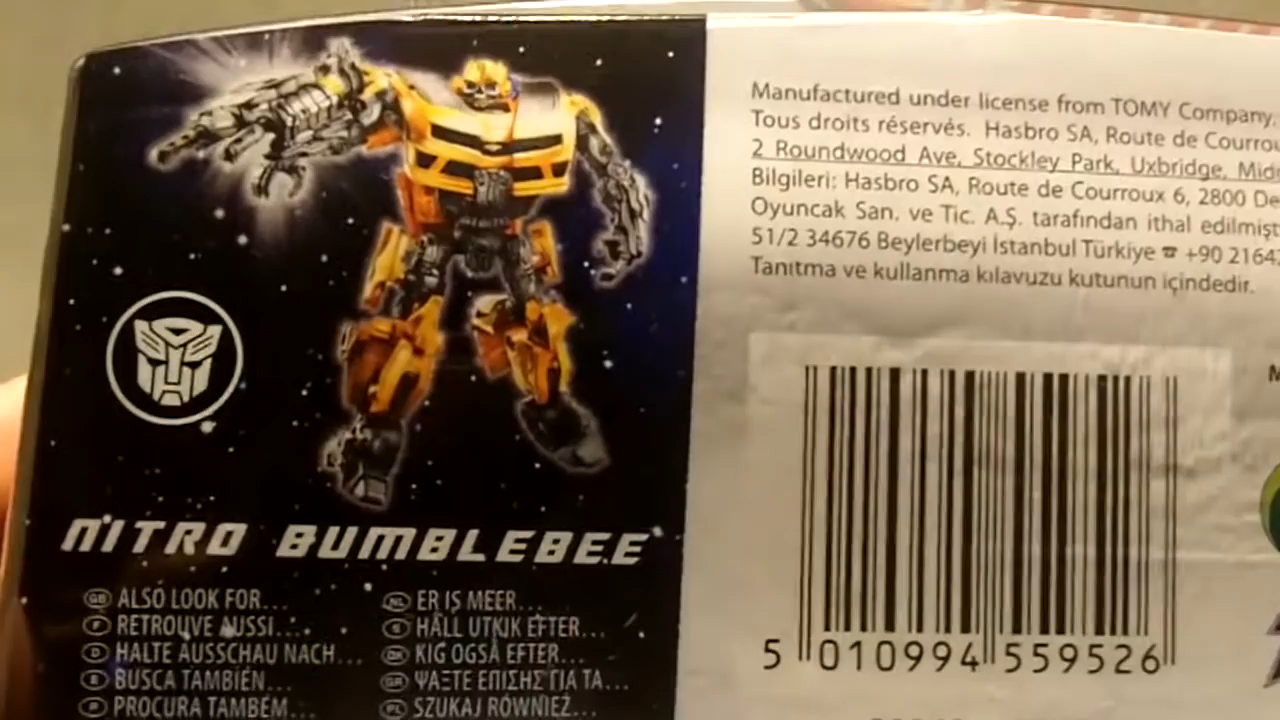 Manufactured under license from TOMY Company.
Tous droits réservés. Hasbro SA, Route de Courrou
2 Roundwood Ave, Stockley Park, Uxbridge, Mid
Bilgileri: Hasbro SA, Route de Courroux 6, 2800 De
Oyuncak San. ve Tic. A.Ş. tarafından ithal edilmişt
51/2 34676 Beylerbeyi İstanbul Türkiye ☎ +90 2164
Tanıtma ve kullanma kılavuzu kutunun içindedir.
NITRO BUMBLEBEE
GB ALSO LOOK FOR...
F RETROUVE AUSSI...
D HALTE AUSSCHAU NACH...
E BUSCA TAMBIÉN...
P PROCURA TAMBÉM...
NL ER IS MEER...
S HÅLL UTKIK EFTER...
DK KIG OGSÅ EFTER...
GR ΨΑΞΤΕ ΕΠΙΣΗΣ ΓΙΑ ΤΑ...
PL SZUKAJ RÓWNIEŻ...
5 010994 559526